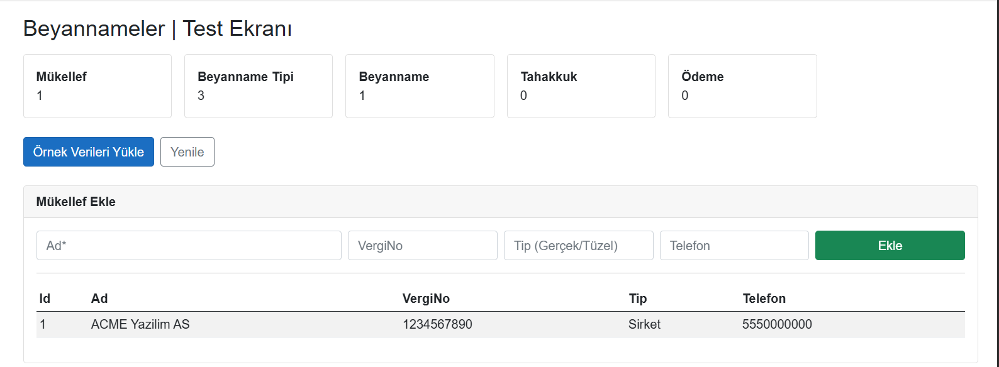 Beyannameler | Test Ekranı
Mükellef
1
Beyanname Tipi
3
Beyanname
1
Tahakkuk
0
Ödeme
0
Örnek Verileri Yükle
Yenile
Mükellef Ekle
Ad*
VergiNo
Tip (Gerçek/Tüzel)
Telefon
Ekle
Id Ad VergiNo Tip Telefon
1 ACME Yazilim AS 1234567890 Sirket 5550000000